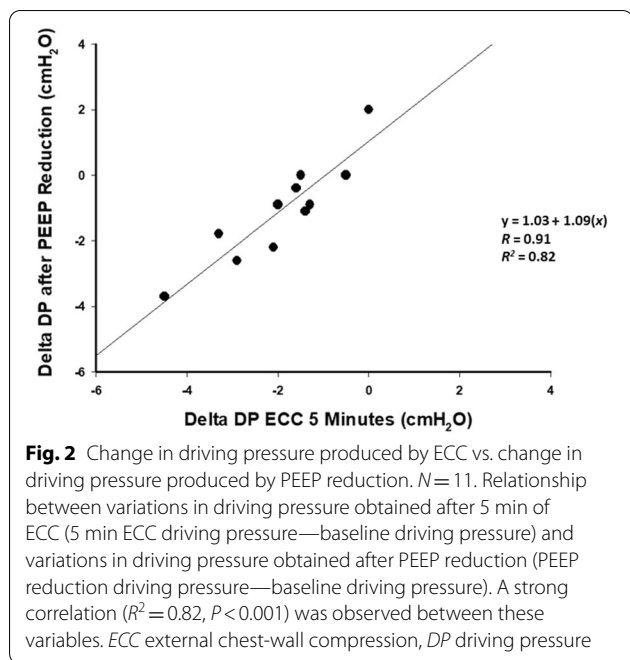 4
2
0
-2
-4
-6
Delta DP after PEEP Reduction (cmH₂O)
y = 1.03 + 1.09(x)
R = 0.91
R² = 0.82
-6 -4 -2 0 2 4
Delta DP ECC 5 Minutes (cmH₂O)
Fig. 2 Change in driving pressure produced by ECC vs. change in
driving pressure produced by PEEP reduction. N = 11. Relationship
between variations in driving pressure obtained after 5 min of
ECC (5 min ECC driving pressure—baseline driving pressure) and
variations in driving pressure obtained after PEEP reduction (PEEP
reduction driving pressure—baseline driving pressure). A strong
correlation (R² = 0.82, P < 0.001) was observed between these
variables. ECC external chest-wall compression, DP driving pressure